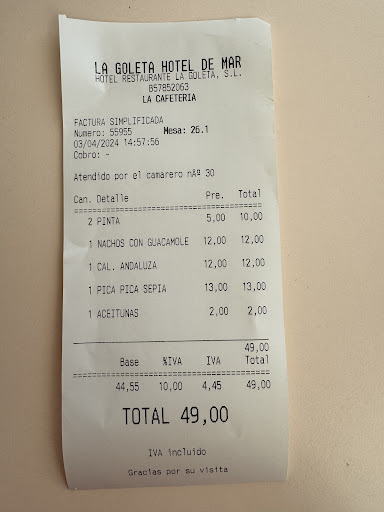 LA GOLETA HOTEL DE MAR
HOTEL RESTAURANTE LA GOLETA, S.L.
B57852063
LA CAFETERIA
FACTURA SIMPLIFICADA
Numero: 55955 Mesa: 26.1
03/04/2024 14:57:56
Cobro: -
Atendido por el camarero nÂº 30
Can. Detalle Pre. Total
2 PINTA 5,00 10,00
1 NACHOS CON GUACAMOLE 12,00 12,00
1 CAL. ANDALUZA 12,00 12,00
1 PICA PICA SEPIA 13,00 13,00
1 ACEITUNAS 2,00 2,00
49,00
Base %IVA IVA Total
44,55 10,00 4,45 49,00
TOTAL 49,00
IVA incluido
Gracias por su visita